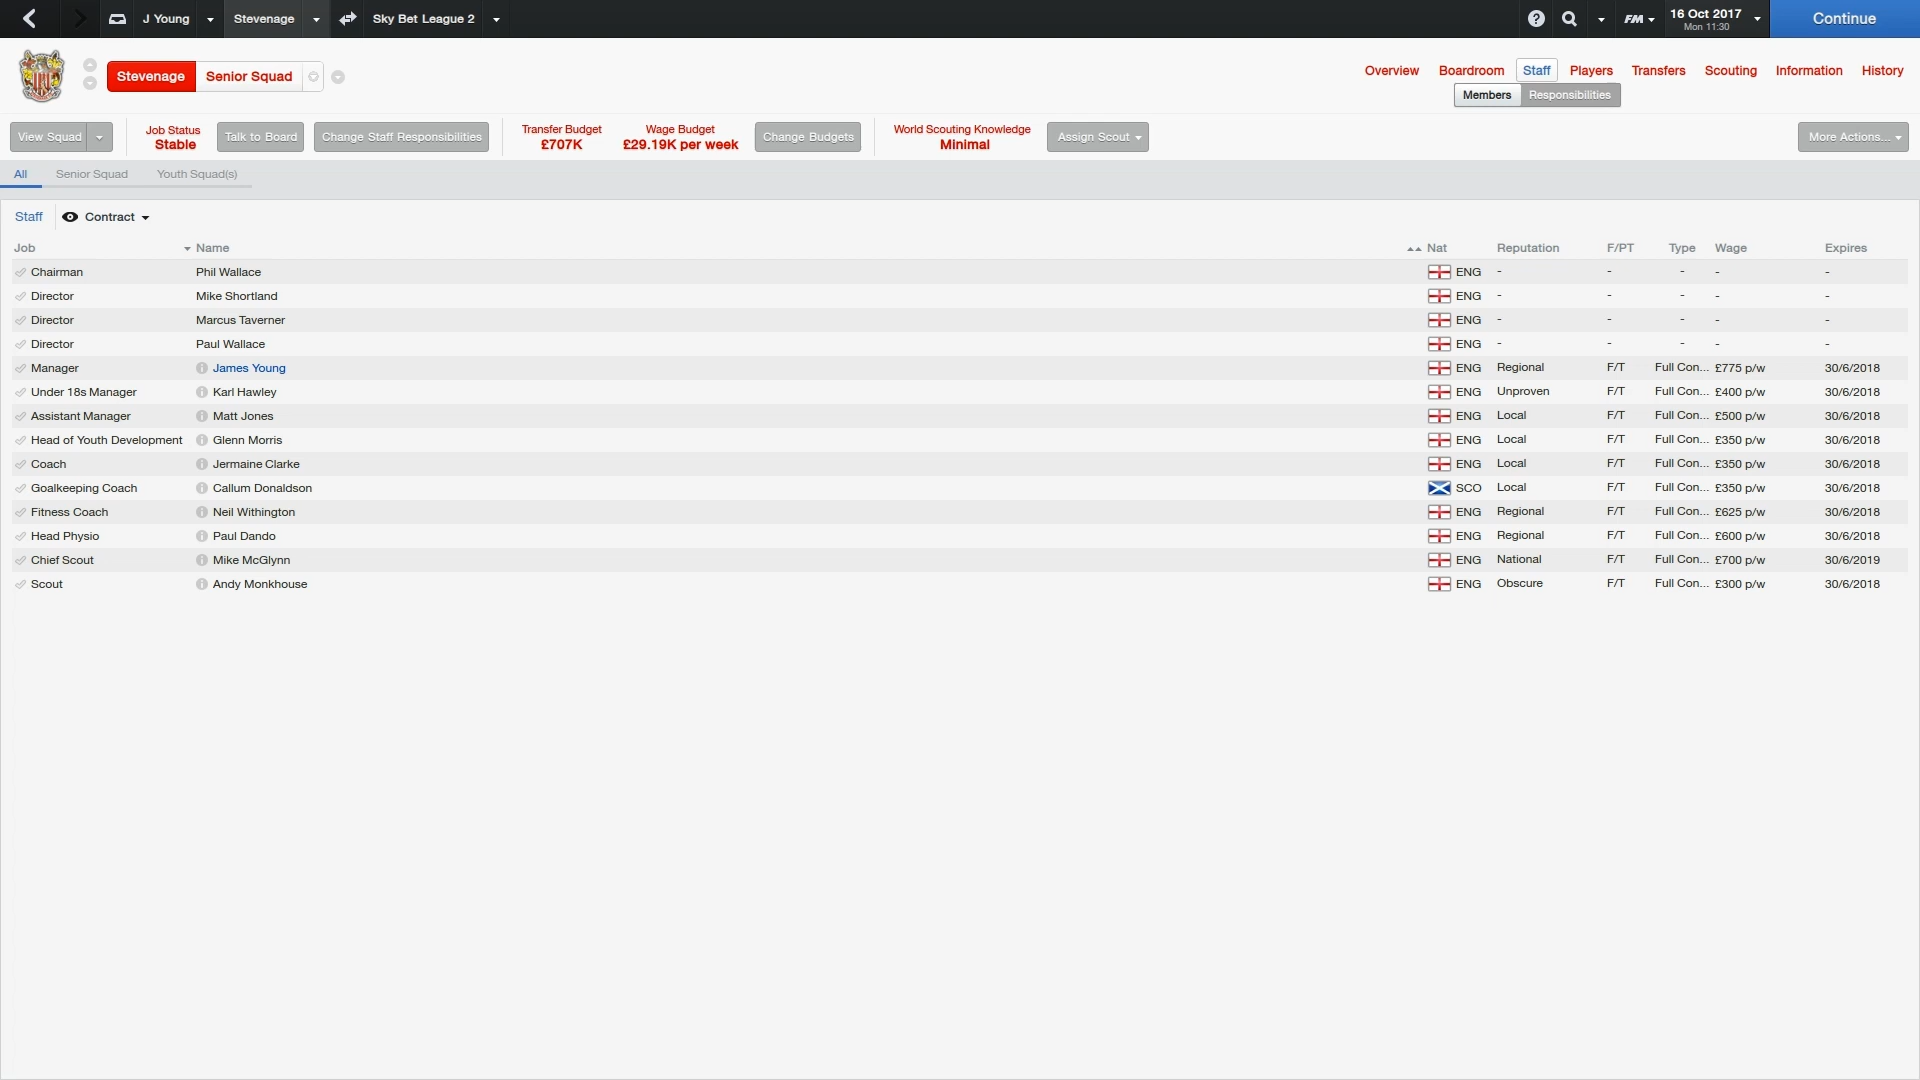 J Young Stevenage Sky Bet League 2 FM 16 Oct 2017 Mon 11:30 Continue
Stevenage Senior Squad
Overview Boardroom Staff Players Transfers Scouting Information History
Members Responsibilities
View Squad Job Status Stable Talk to Board Change Staff Responsibilities Transfer Budget £707K Wage Budget £29.19K per week Change Budgets World Scouting Knowledge Minimal Assign Scout More Actions...
All Senior Squad Youth Squad(s)
Staff Contract
Job Name Nat Reputation F/PT Type Wage Expires
Chairman Phil Wallace ENG - - - - -
Director Mike Shortland ENG - - - - -
Director Marcus Taverner ENG - - - - -
Director Paul Wallace ENG - - - - -
Manager James Young ENG Regional F/T Full Con... £775 p/w 30/6/2018
Under 18s Manager Karl Hawley ENG Unproven F/T Full Con... £400 p/w 30/6/2018
Assistant Manager Matt Jones ENG Local F/T Full Con... £500 p/w 30/6/2018
Head of Youth Development Glenn Morris ENG Local F/T Full Con... £350 p/w 30/6/2018
Coach Jermaine Clarke ENG Local F/T Full Con... £350 p/w 30/6/2018
Goalkeeping Coach Callum Donaldson SCO Local F/T Full Con... £350 p/w 30/6/2018
Fitness Coach Neil Withington ENG Regional F/T Full Con... £625 p/w 30/6/2018
Head Physio Paul Dando ENG Regional F/T Full Con... £600 p/w 30/6/2018
Chief Scout Mike McGlynn ENG National F/T Full Con... £700 p/w 30/6/2019
Scout Andy Monkhouse ENG Obscure F/T Full Con... £300 p/w 30/6/2018